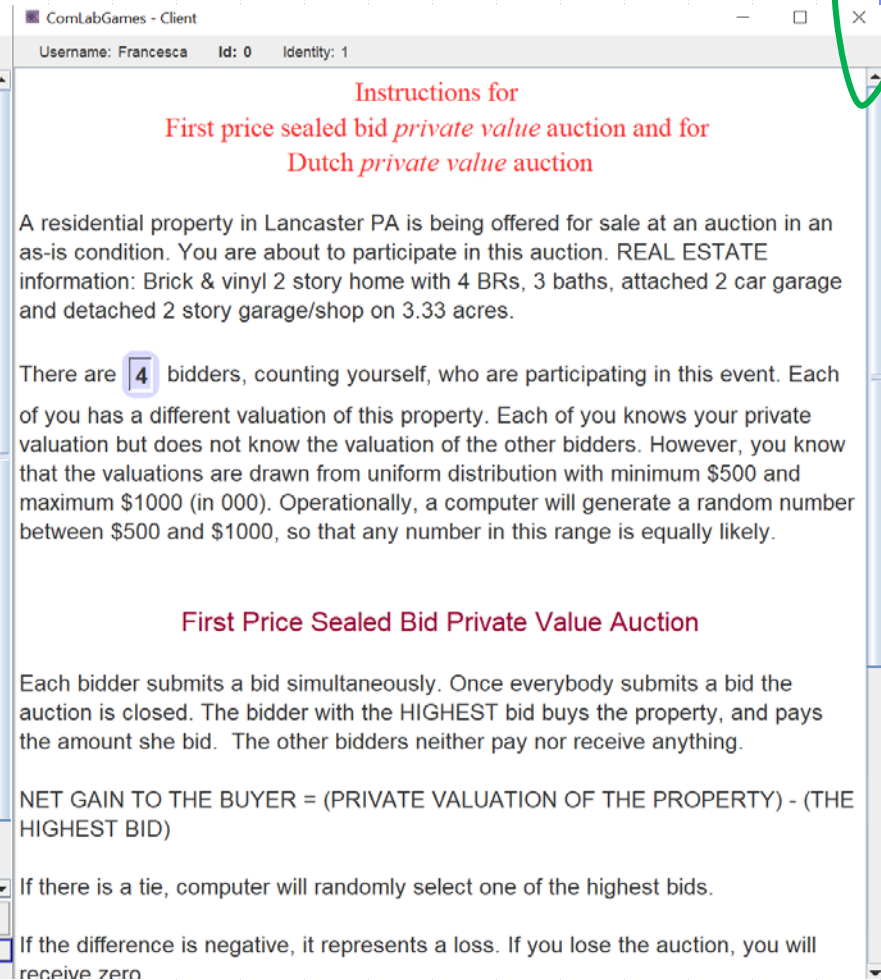 ComLabGames - Client
Username: Francesca Id: 0 Identity: 1
Instructions for
First price sealed bid private value auction and for
Dutch private value auction
A residential property in Lancaster PA is being offered for sale at an auction in an
as-is condition. You are about to participate in this auction. REAL ESTATE
information: Brick & vinyl 2 story home with 4 BRs, 3 baths, attached 2 car garage
and detached 2 story garage/shop on 3.33 acres.
There are 4 bidders, counting yourself, who are participating in this event. Each
of you has a different valuation of this property. Each of you knows your private
valuation but does not know the valuation of the other bidders. However, you know
that the valuations are drawn from uniform distribution with minimum $500 and
maximum $1000 (in 000). Operationally, a computer will generate a random number
between $500 and $1000, so that any number in this range is equally likely.
First Price Sealed Bid Private Value Auction
Each bidder submits a bid simultaneously. Once everybody submits a bid the
auction is closed. The bidder with the HIGHEST bid buys the property, and pays
the amount she bid. The other bidders neither pay nor receive anything.
NET GAIN TO THE BUYER = (PRIVATE VALUATION OF THE PROPERTY) - (THE
HIGHEST BID)
If there is a tie, computer will randomly select one of the highest bids.
If the difference is negative, it represents a loss. If you lose the auction, you will
receive zero